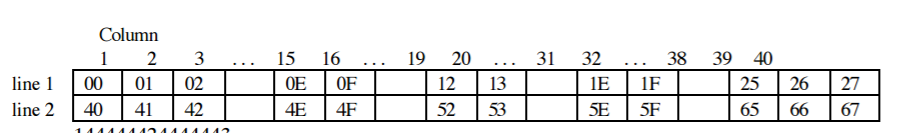 Column
1 2 3 ... 15 16 ... 19 20 ... 31 32 ... 38 39 40
line 1 00 01 02 0E 0F 12 13 1E 1F 25 26 27
line 2 40 41 42 4E 4F 52 53 5E 5F 65 66 67